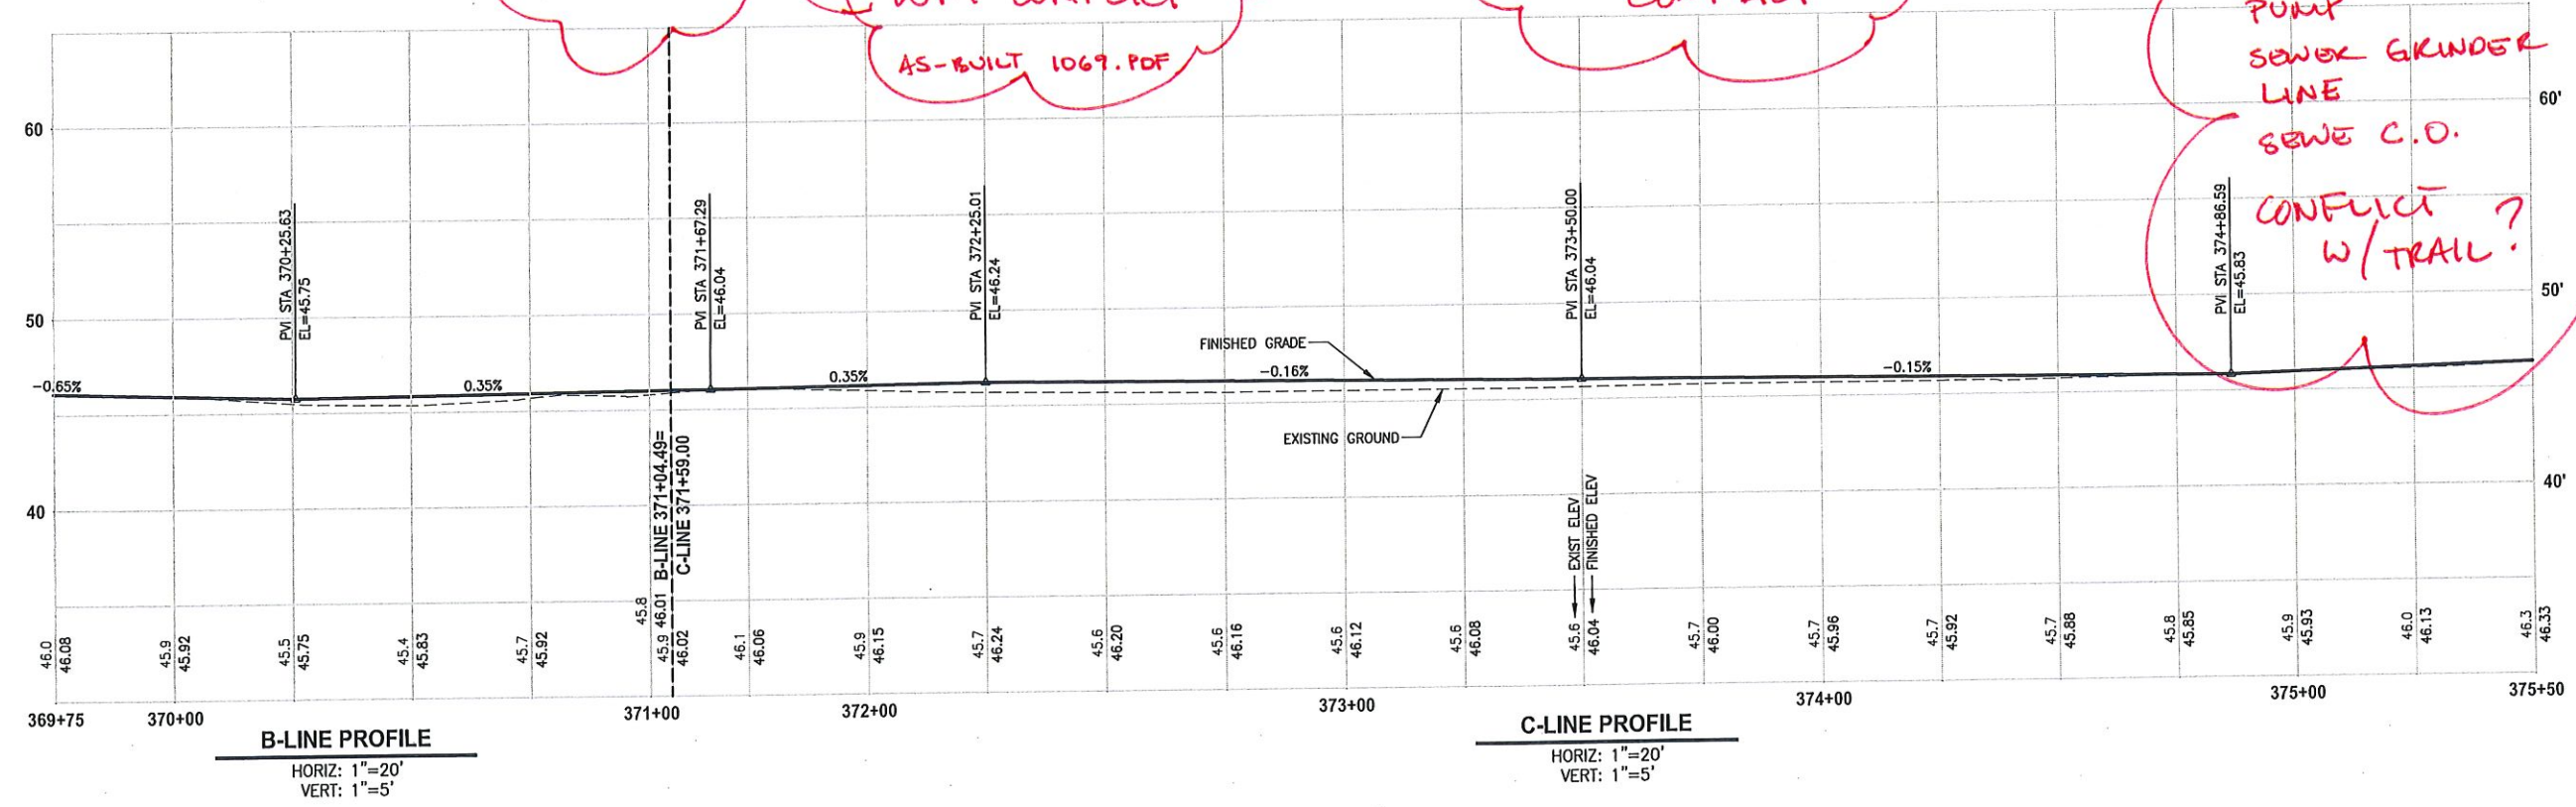 AS-BUILT 1069.PDF
PUMP
SEWER GRINDER
LINE
SEWE C.O.
CONFLICT
W/ TRAIL?
60
60'
50
50'
40
40'
PVI STA 370+25.63
EL=45.75
PVI STA 371+67.29
EL=46.04
PVI STA 372+25.01
EL=46.24
PVI STA 373+50.00
EL=46.04
PVI STA 374+86.59
EL=45.83
-0.65%
0.35%
0.35%
-0.16%
-0.15%
FINISHED GRADE
EXISTING GROUND
B-LINE 371+04.49=
C-LINE 371+59.00
EXIST ELEV
FINISHED ELEV
46.0
46.08
45.9
45.92
45.5
45.75
45.4
45.83
45.7
45.92
45.8
46.01
45.9
46.02
46.1
46.06
45.9
46.15
45.7
46.24
45.6
46.20
45.6
46.16
45.6
46.12
45.6
46.08
45.6
46.04
45.7
46.00
45.7
45.96
45.7
45.92
45.7
45.88
45.8
45.85
45.9
45.93
46.0
46.13
46.3
46.33
369+75
370+00
371+00
372+00
373+00
374+00
375+00
375+50
B-LINE PROFILE
HORIZ: 1"=20'
VERT: 1"=5'
C-LINE PROFILE
HORIZ: 1"=20'
VERT: 1"=5'